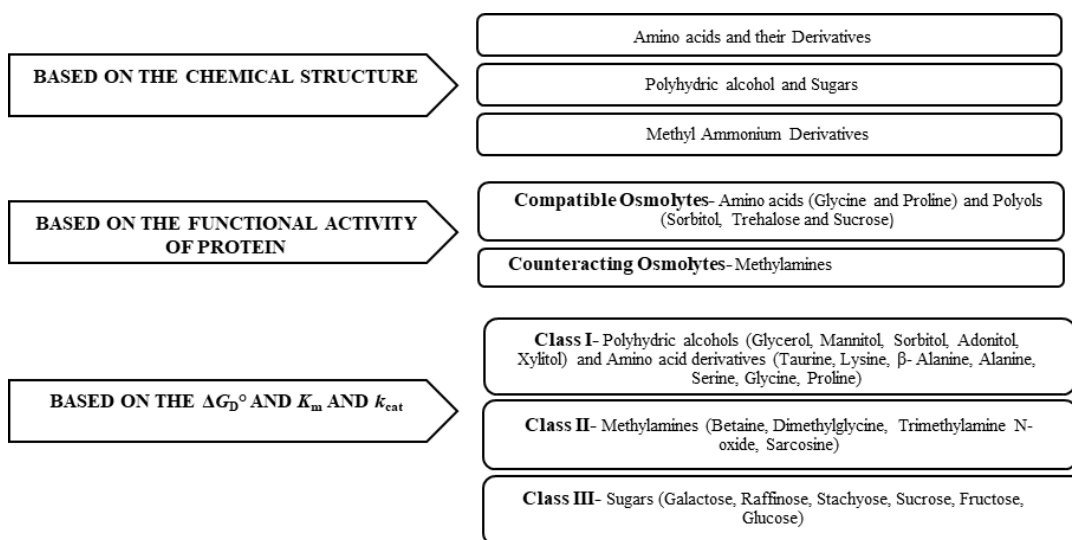 Amino acids and their Derivatives
BASED ON THE CHEMICAL STRUCTURE
Polyhydric alcohol and Sugars
Methyl Ammonium Derivatives
BASED ON THE FUNCTIONAL ACTIVITY
OF PROTEIN
Compatible Osmolytes- Amino acids (Glycine and Proline) and Polyols
(Sorbitol, Trehalose and Sucrose)
Counteracting Osmolytes- Methylamines
BASED ON THE ΔG_D° AND K_m AND k_cat
Class I- Polyhydric alcohols (Glycerol, Mannitol, Sorbitol, Adonitol,
Xylitol) and Amino acid derivatives (Taurine, Lysine, β- Alanine, Alanine,
Serine, Glycine, Proline)
Class II- Methylamines (Betaine, Dimethylglycine, Trimethylamine N-
oxide, Sarcosine)
Class III- Sugars (Galactose, Raffinose, Stachyose, Sucrose, Fructose,
Glucose)